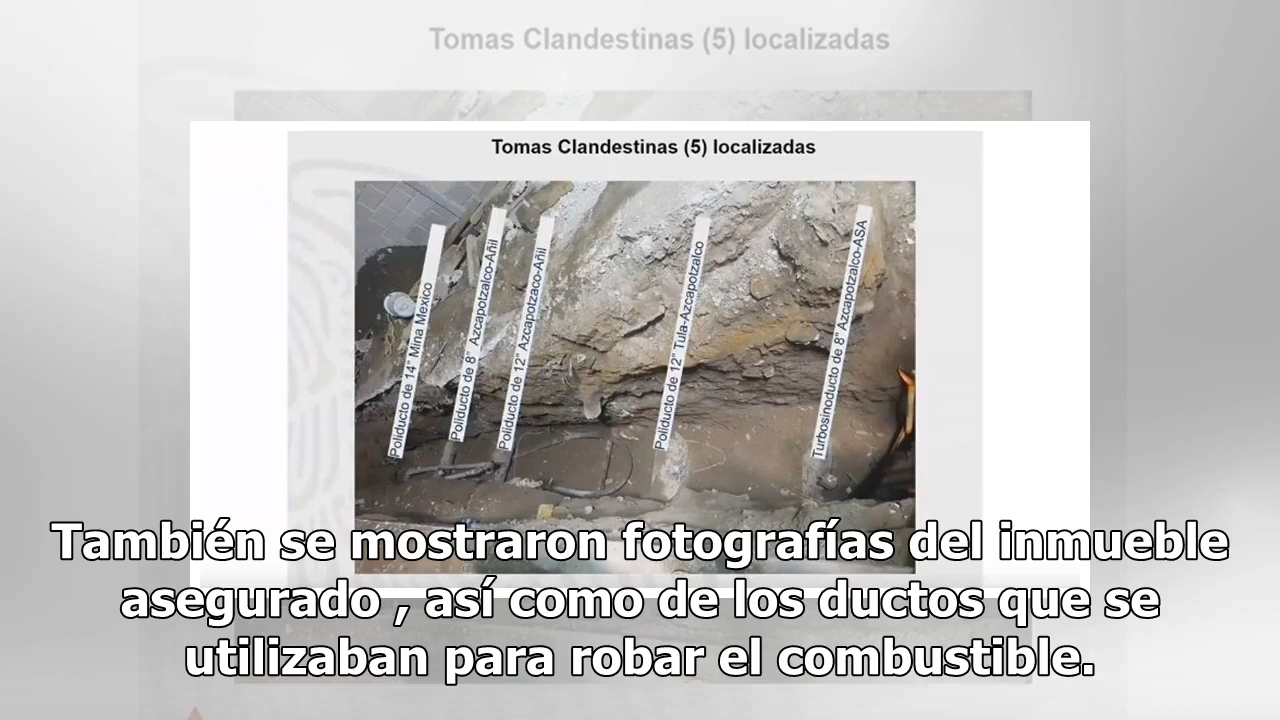 Tomas Clandestinas (5) localizadas
Tomas Clandestinas (5) localizadas
Poliducto de 14" Mina Mexico
Poliducto de 8" Azcapotzalco-Añil
Poliducto de 12" Azcapotzaco-Añil
Poliducto de 12" Tula-Azcapotzalco
Turbosinoducto de 8" Azcapotzalco-ASA
También se mostraron fotografías del inmueble
asegurado , así como de los ductos que se
utilizaban para robar el combustible.